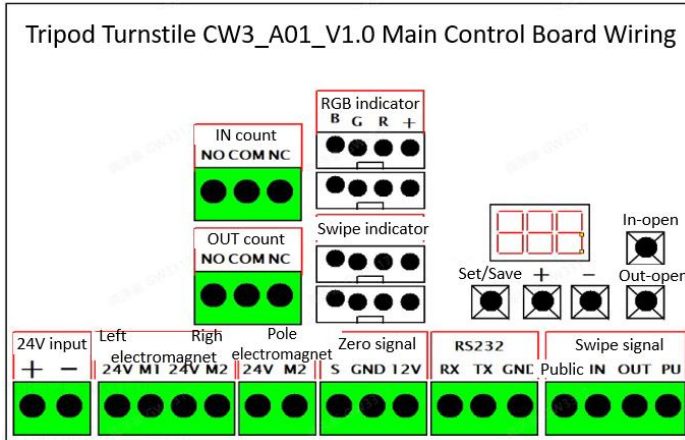 Tripod Turnstile CW3_A01_V1.0 Main Control Board Wiring
RGB indicator
B G R +
IN count
NO COM NC
OUT count
NO COM NC
Swipe indicator
In-open
Set/Save + - Out-open
24V input
+ -
Left Righ
electromagnet
24V M1 24V M2
Pole
electromagnet
24V M2
Zero signal
S GND 12V
RS232
RX TX GND
Swipe signal
Public IN OUT PU